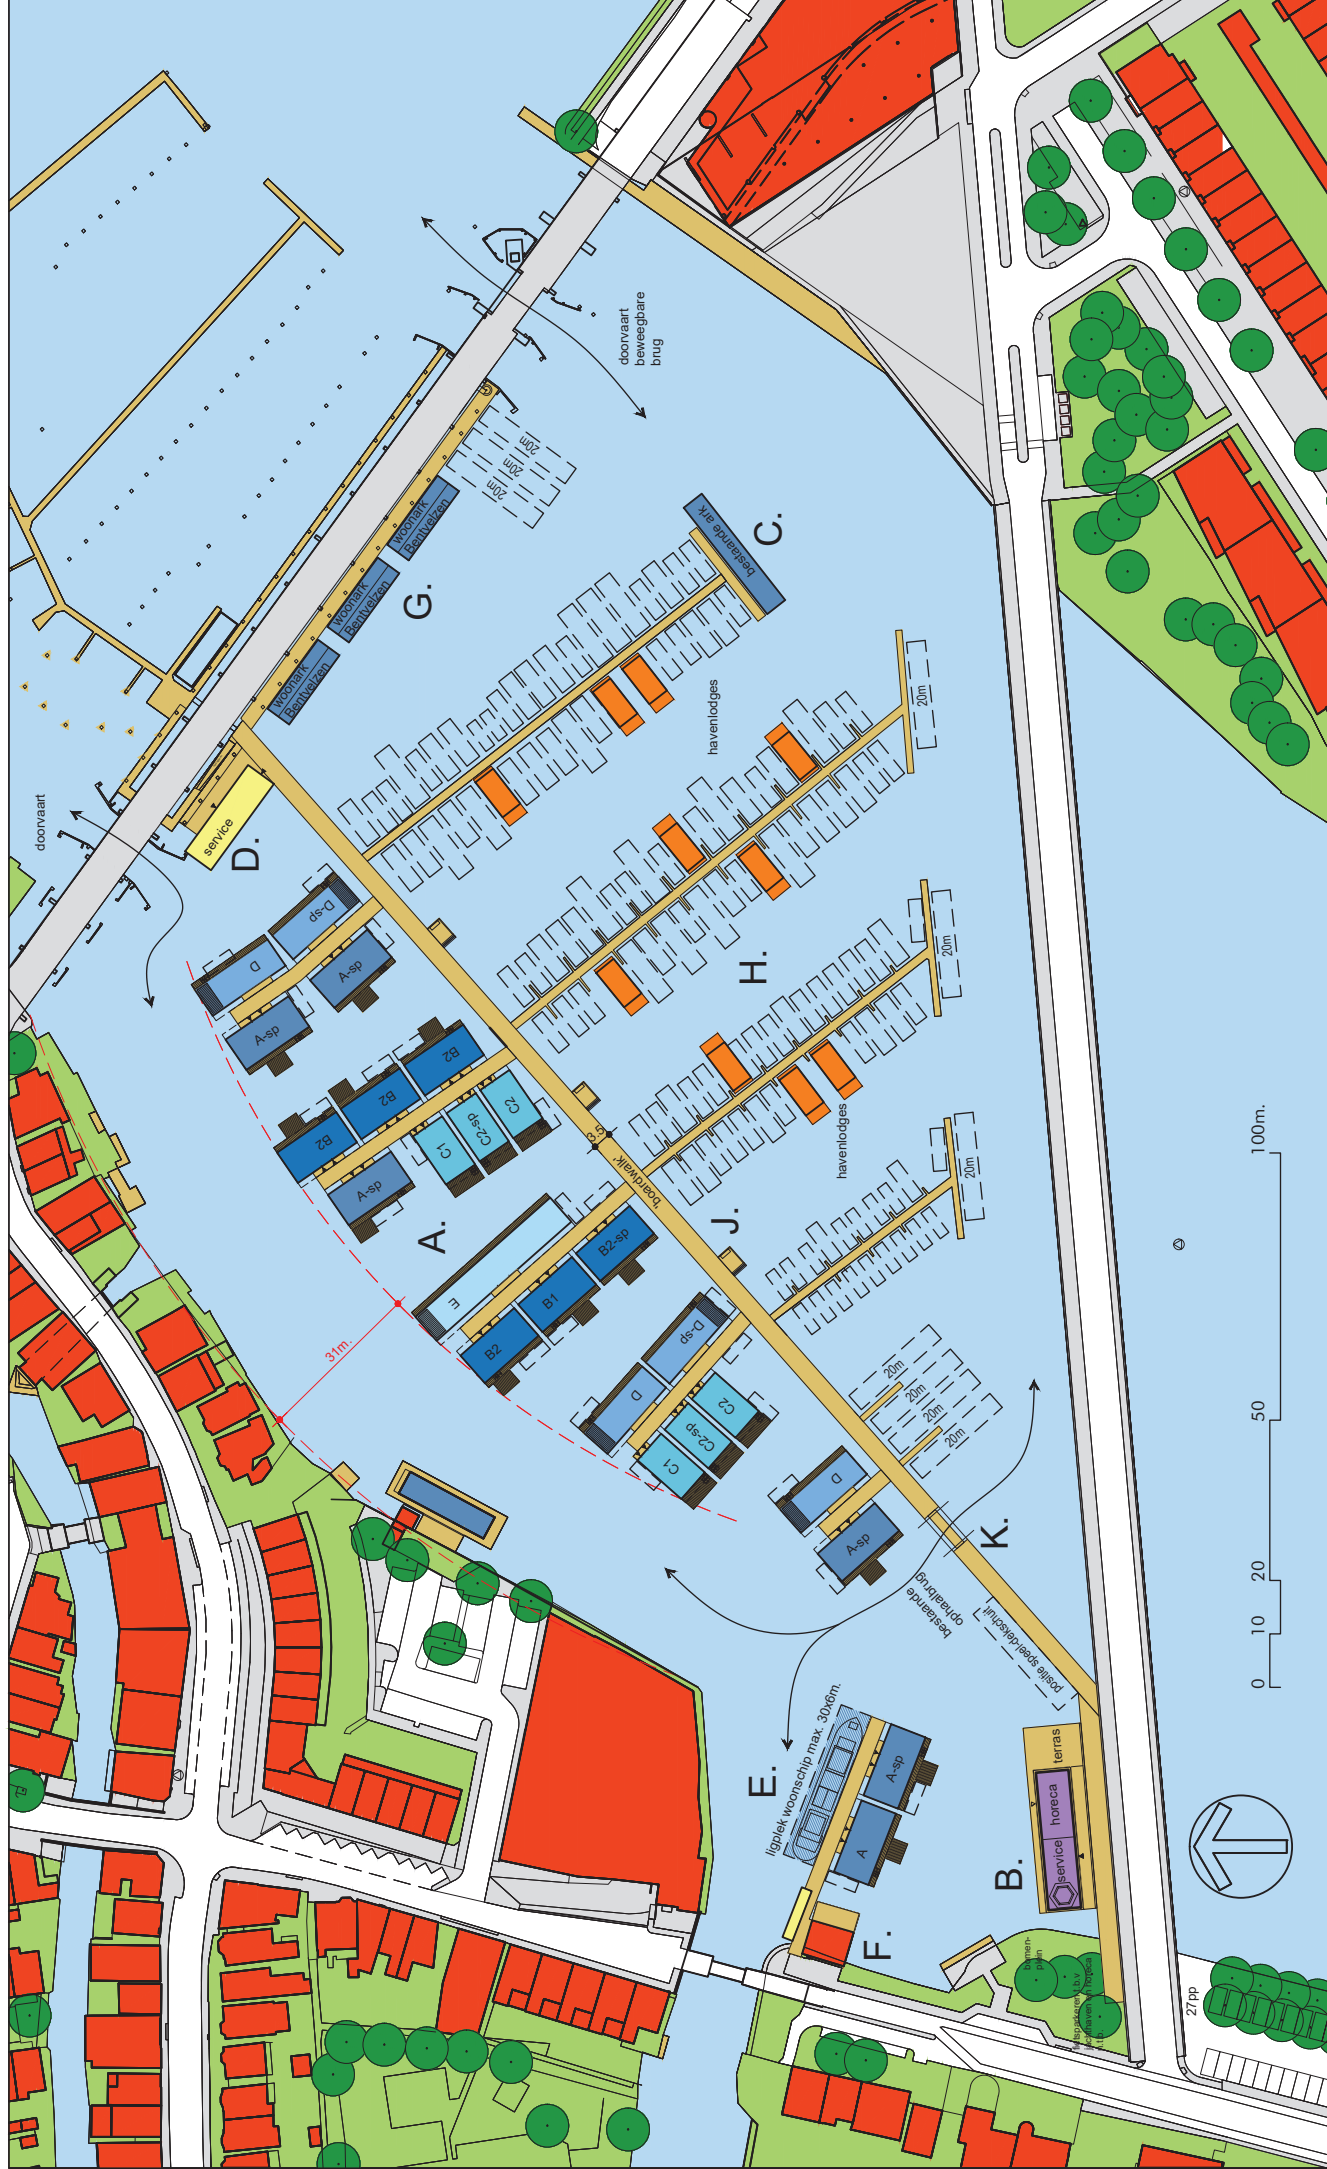 doorvaart
doorvaart
beweegbare
brug
20m
20m
20m
woonark
Bentvelzen
woonark
Bentvelzen
woonark
Bentvelzen
G.
bestaande ark
C.
service
D.
havenlodges
20m
D
D-sp
A-sp
A-sp
H.
20m
B2
B2
B2
C1
C2-sp
C2
A-sp
A.
3.5
'boardwalk'
havenlodges
20m
J.
E
B2
B1
B2-sp
31m.
D
D-sp
C1
C2-sp
C2
20m
20m
20m
20m
D
A-sp
K.
bestaande
ophaalbrug
positie speel-dekschuit
E.
ligplek woonschip max. 30x6m.
A
A-sp
F.
B.
service
horeca
terras
bomen-
plein
27pp
0
10
20
50
100m.